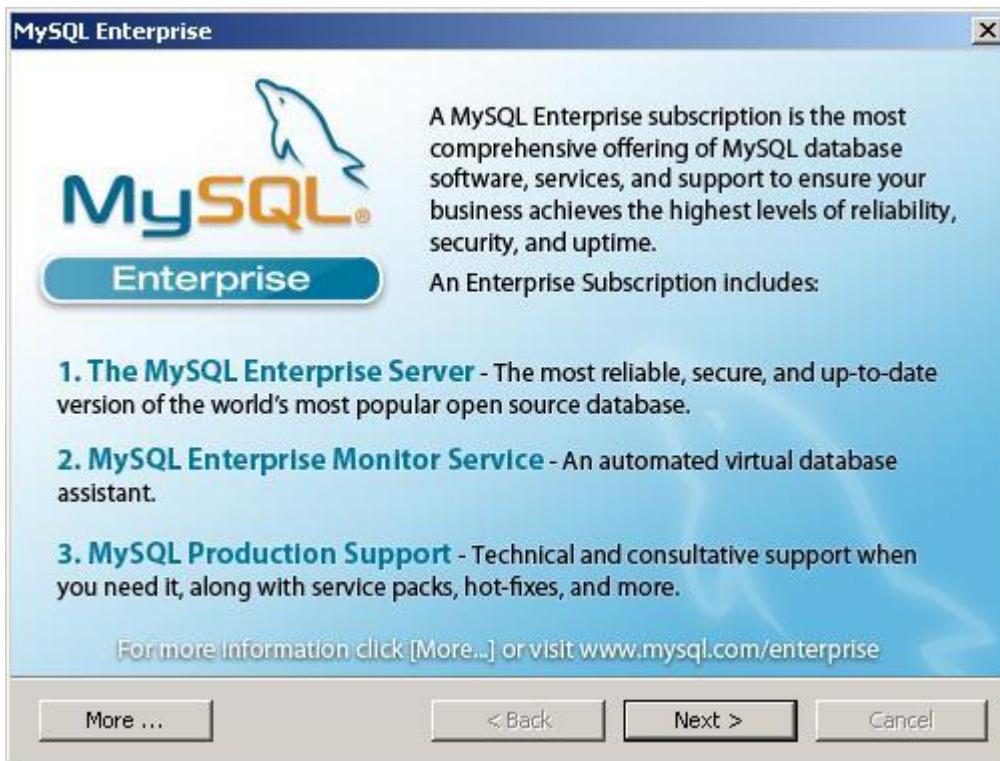 MySQL Enterprise
MySQL®
Enterprise
A MySQL Enterprise subscription is the most
comprehensive offering of MySQL database
software, services, and support to ensure your
business achieves the highest levels of reliability,
security, and uptime.
An Enterprise Subscription includes:
1. The MySQL Enterprise Server - The most reliable, secure, and up-to-date
version of the world's most popular open source database.
2. MySQL Enterprise Monitor Service - An automated virtual database
assistant.
3. MySQL Production Support - Technical and consultative support when
you need it, along with service packs, hot-fixes, and more.
For more information click [More...] or visit www.mysql.com/enterprise
More ...
< Back
Next >
Cancel